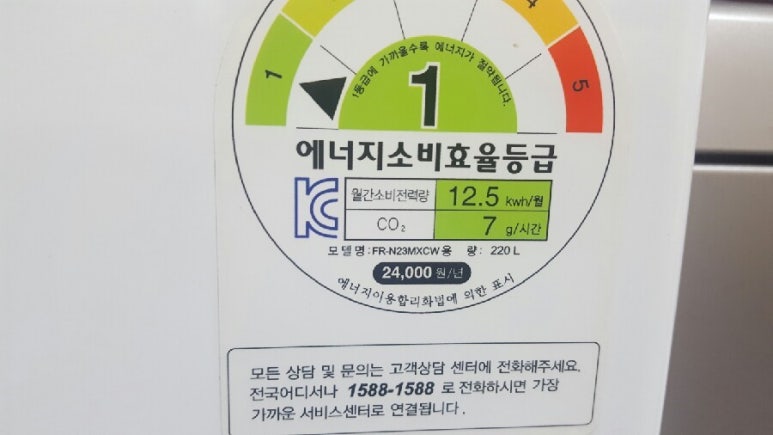 1
4
5
1등급에 가까울수록 에너지가 절약됩니다.
1
에너지소비효율등급
월간소비전력량 12.5 kwh/월
CO₂ 7 g/시간
모델명:FR-N23MXCW 용 량: 220 L
24,000 원/년
에너지이용합리화법에 의한 표시
모든 상담 및 문의는 고객상담 센터에 전화해주세요.
전국어디서나 1588-1588 로 전화하시면 가장
가까운 서비스센터로 연결됩니다.